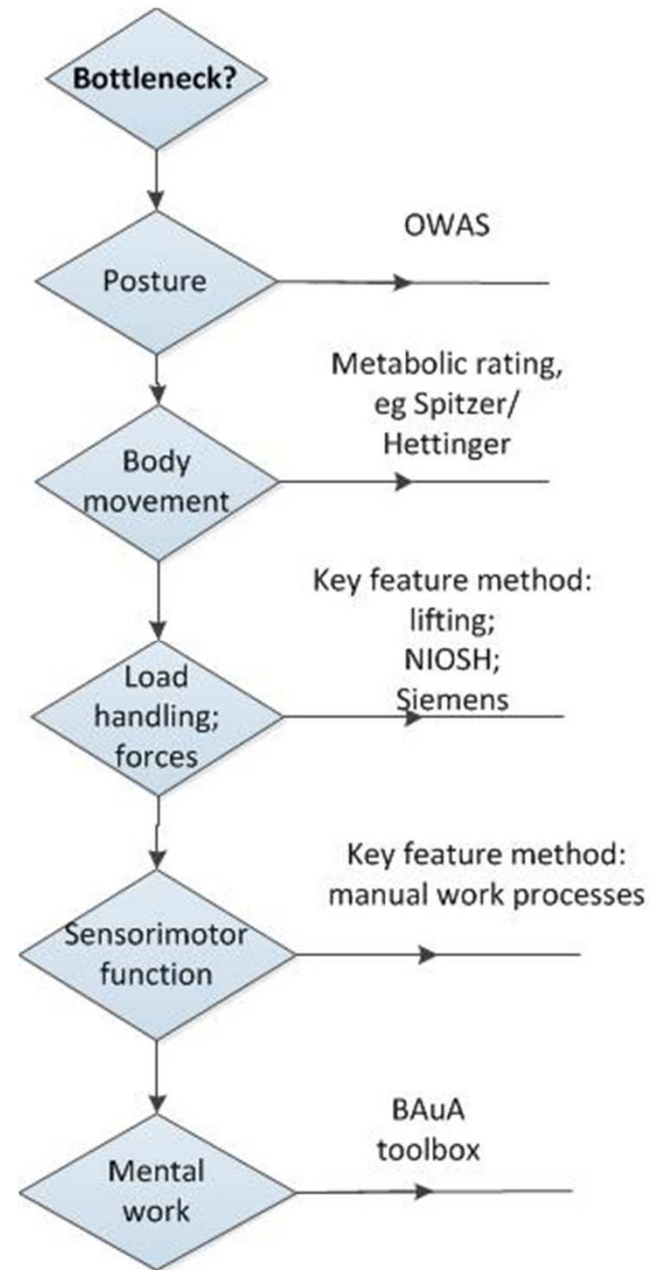 Bottleneck?
OWAS
Posture
Metabolic rating,
eg Spitzer/
Hettinger
Body
movement
Key feature method:
lifting;
NIOSH;
Siemens
Load
handling;
forces
Key feature method:
manual work processes
Sensorimotor
function
BAuA
toolbox
Mental
work